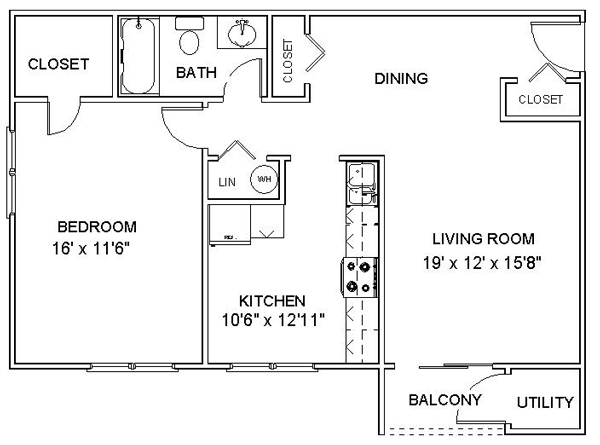 CLOSET
BATH
CLOSET
DINING
CLOSET
LIN
WH
BEDROOM
16' x 11'6"
LIVING ROOM
19' x 12' x 15'8"
KITCHEN
10'6" x 12'11"
BALCONY
UTILITY